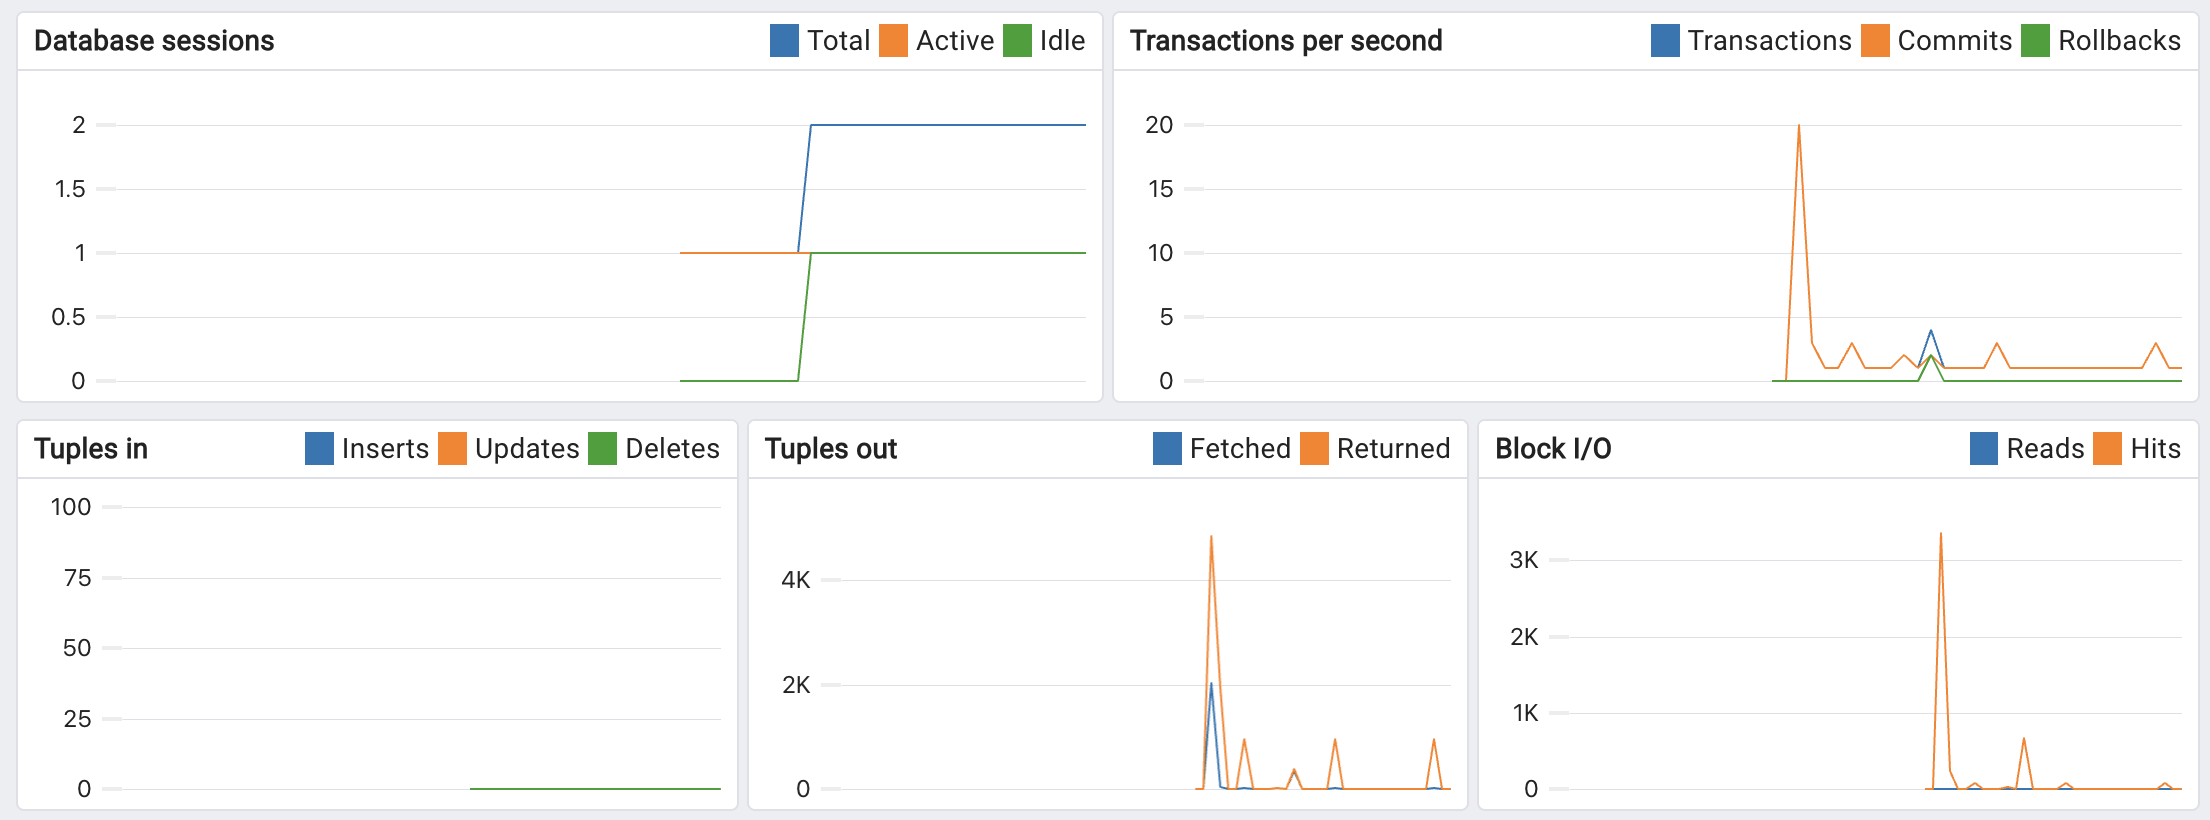 Database sessions
Total Active Idle
2
1.5
1
0.5
0
Transactions per second
Transactions Commits Rollbacks
20
15
10
5
0
Tuples in
Inserts Updates Deletes
100
75
50
25
0
Tuples out
Fetched Returned
4K
2K
0
Block I/O
Reads Hits
3K
2K
1K
0